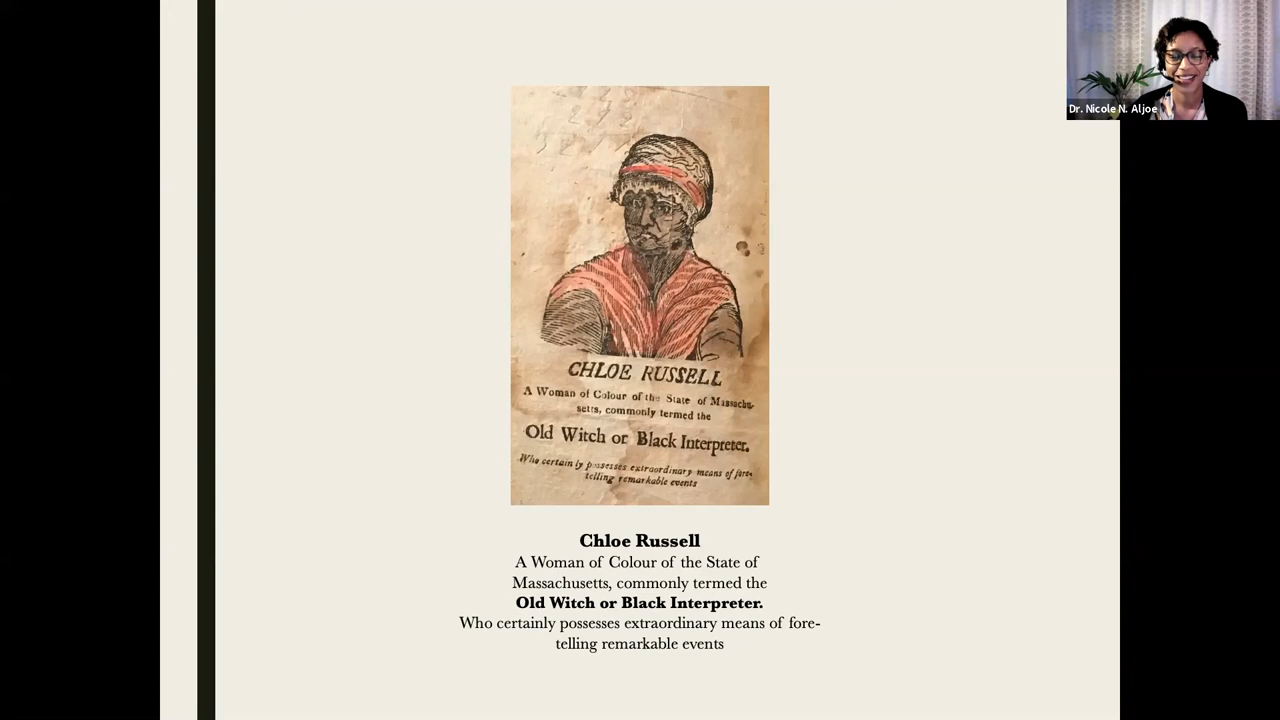 Dr. Nicole N. Aljoe
CHLOE RUSSELL
A Woman of Colour of the State of Massachu-
setts, commonly termed the
Old Witch or Black Interpreter.
Who certainly possesses extraordinary means of fore-
telling remarkable events
Chloe Russell
A Woman of Colour of the State of
Massachusetts, commonly termed the
Old Witch or Black Interpreter.
Who certainly possesses extraordinary means of fore-
telling remarkable events